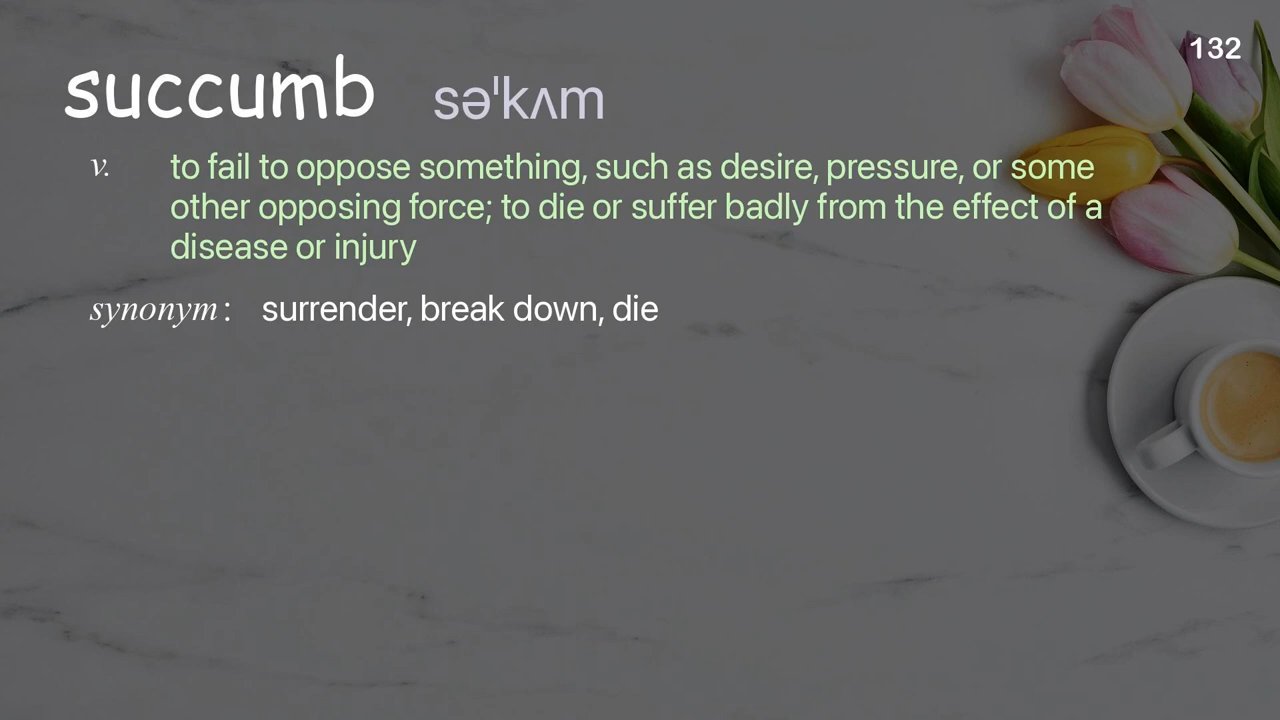 132
succumb səˈkʌm
v. to fail to oppose something, such as desire, pressure, or some
other opposing force; to die or suffer badly from the effect of a
disease or injury
synonym: surrender, break down, die